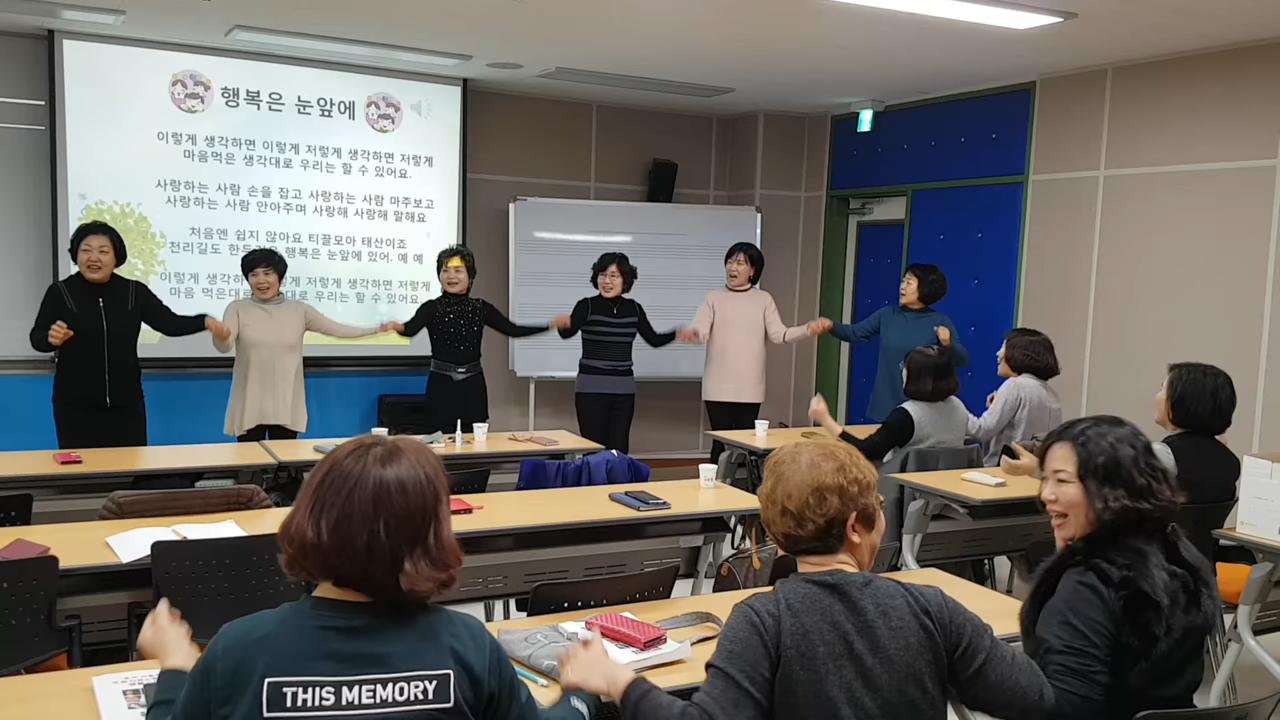 행복은 눈앞에
이렇게 생각하면 이렇게 저렇게 생각하면 저렇게
마음먹은 생각대로 우리는 할 수 있어요.
사랑하는 사람 손을 잡고 사랑하는 사람 마주보고
사랑하는 사람 안아주며 사랑해 사랑해 말해요
처음엔 쉽지 않아요 티끌모아 태산이죠
천리길도 행복은 눈앞에 있어. 예 예
이렇게 생각하 저렇게 생각하면 저렇게
마음 먹은대로 우리는 할 수 있어요.
THIS MEMORY